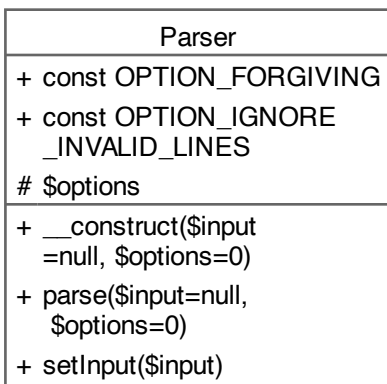 Parser
+ const OPTION_FORGIVING
+ const OPTION_IGNORE
_INVALID_LINES
# $options
+ __construct($input
=null, $options=0)
+ parse($input=null,
$options=0)
+ setInput($input)